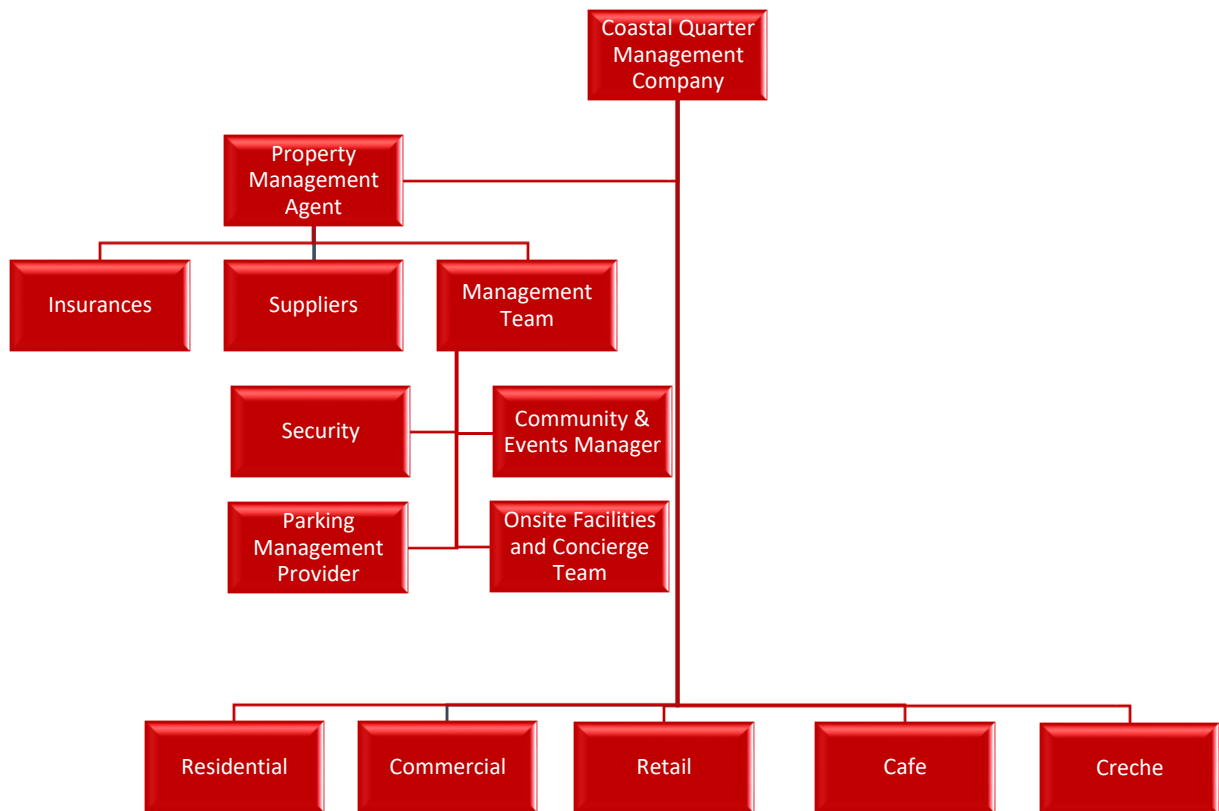 Coastal Quarter
Management
Company
Property
Management
Agent
Insurances
Suppliers
Management
Team
Security
Community &
Events Manager
Parking
Management
Provider
Onsite Facilities
and Concierge
Team
Residential
Commercial
Retail
Cafe
Creche